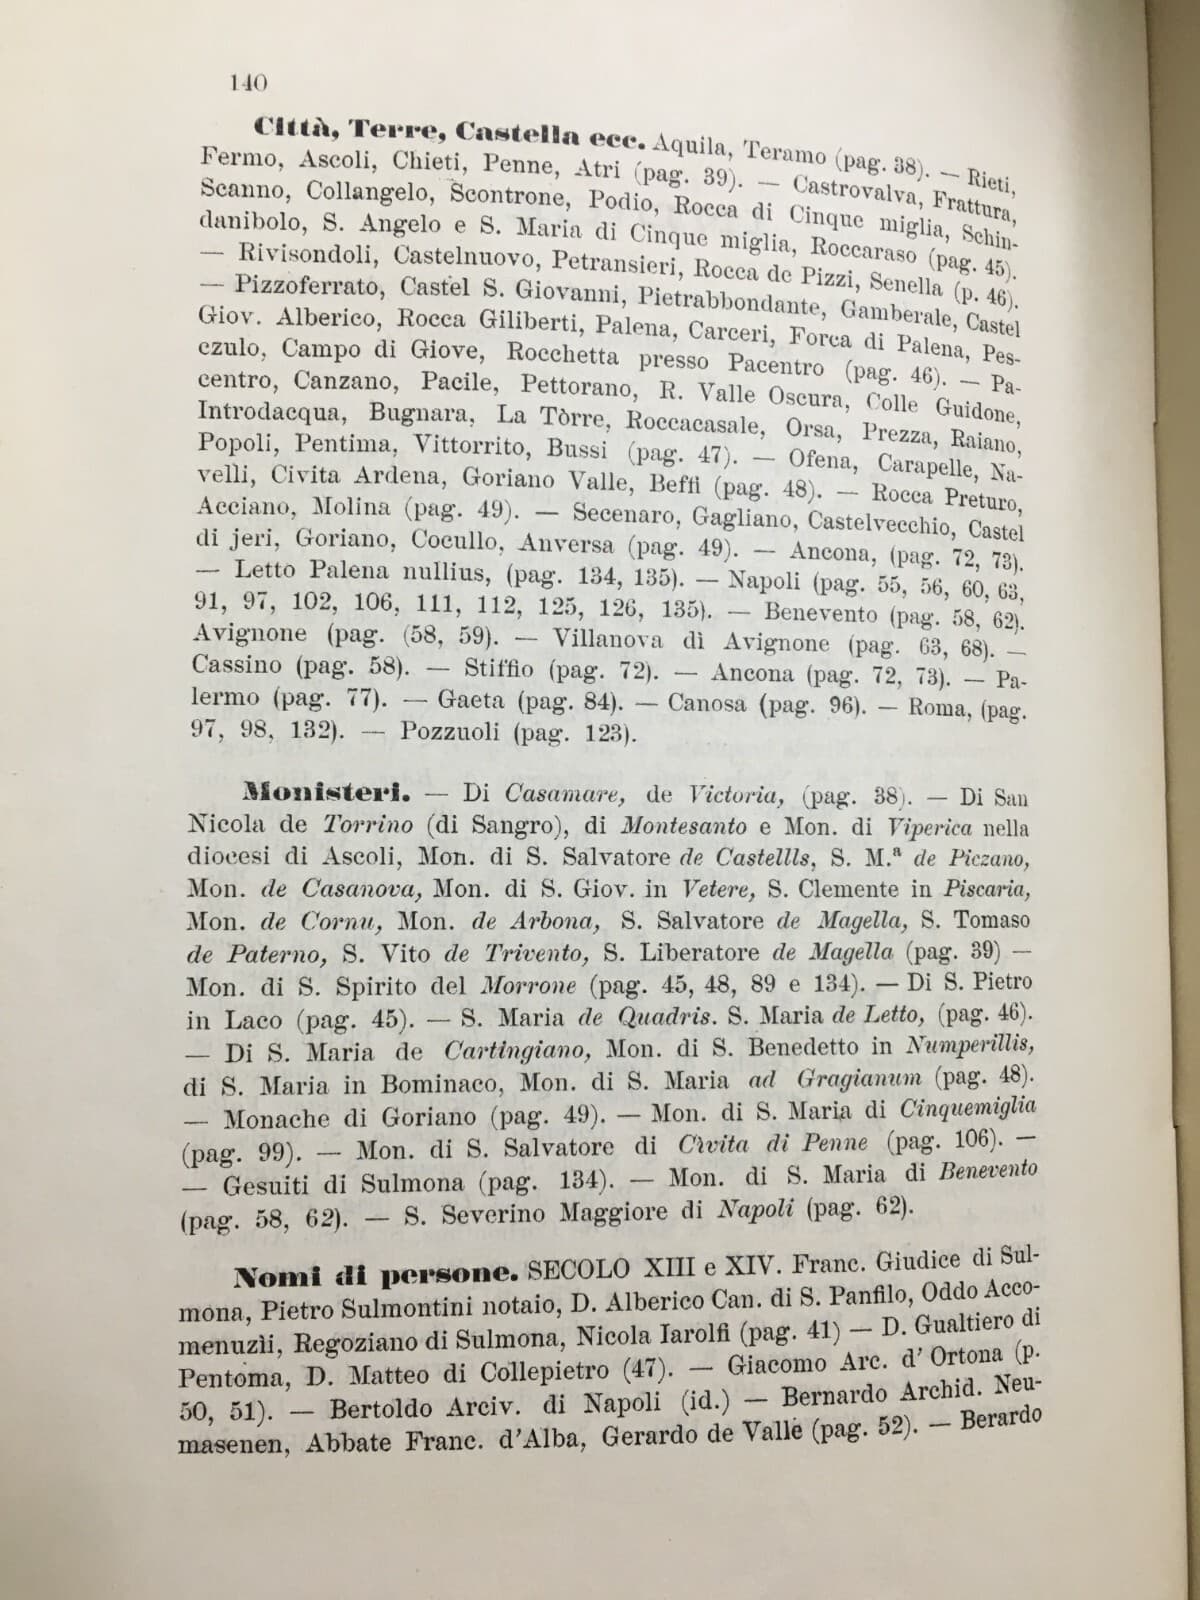 140
Città, Terre, Castella ecc. Aquila, Teramo (pag. 38). — Rieti,
Fermo, Ascoli, Chieti, Penne, Atri (pag. 39). — Castrovalva, Frattura,
Scanno, Collangelo, Scontrone, Podio, Rocca di Cinque miglia, Schin-
danibolo, S. Angelo e S. Maria di Cinque miglia, Roccaraso (pag. 45).
— Rivisondoli, Castelnuovo, Petransieri, Rocca de Pizzi, Senella (p. 46).
— Pizzoferrato, Castel S. Giovanni, Pietrabbondante, Gamberale, Castel
Giov. Alberico, Rocca Giliberti, Palena, Carceri, Forca di Palena, Pes-
czulo, Campo di Giove, Rocchetta presso Pacentro (pag. 46). — Pa-
centro, Canzano, Pacile, Pettorano, R. Valle Oscura, Colle Guidone,
Introdacqua, Bugnara, La Tòrre, Roccacasale, Orsa, Prezza, Raiano,
Popoli, Pentima, Vittorrito, Bussi (pag. 47). — Ofena, Carapelle, Na-
velli, Civita Ardena, Goriano Valle, Beffi (pag. 48). — Rocca Preturo,
Acciano, Molina (pag. 49). — Secenaro, Gagliano, Castelvecchio, Castel
di jeri, Goriano, Cocullo, Anversa (pag. 49). — Ancona, (pag. 72, 73).
— Letto Palena nullius, (pag. 134, 135). — Napoli (pag. 55, 56, 60, 63,
91, 97, 102, 106, 111, 112, 125, 126, 135). — Benevento (pag. 58, 62).
Avignone (pag. (58, 59). — Villanova dì Avignone (pag. 63, 68). —
Cassino (pag. 58). — Stiffio (pag. 72). — Ancona (pag. 72, 73). — Pa-
lermo (pag. 77). — Gaeta (pag. 84). — Canosa (pag. 96). — Roma, (pag.
97, 98, 132). — Pozzuoli (pag. 123).
Monisteri. — Di Casamare, de Victoria, (pag. 38). — Di San
Nicola de Torrino (di Sangro), di Montesanto e Mon. di Viperica nella
diocesi di Ascoli, Mon. di S. Salvatore de Castellls, S. M.ª de Piczano,
Mon. de Casanova, Mon. di S. Giov. in Vetere, S. Clemente in Piscaria,
Mon. de Cornu, Mon. de Arbona, S. Salvatore de Magella, S. Tomaso
de Paterno, S. Vito de Trivento, S. Liberatore de Magella (pag. 39) —
Mon. di S. Spirito del Morrone (pag. 45, 48, 89 e 134). — Di S. Pietro
in Laco (pag. 45). — S. Maria de Quadris. S. Maria de Letto, (pag. 46).
— Di S. Maria de Cartingiano, Mon. di S. Benedetto in Numperillis,
di S. Maria in Bominaco, Mon. di S. Maria ad Gragianum (pag. 48).
— Monache di Goriano (pag. 49). — Mon. di S. Maria di Cinquemiglia
(pag. 99). — Mon. di S. Salvatore di Civita di Penne (pag. 106). —
— Gesuiti di Sulmona (pag. 134). — Mon. di S. Maria di Benevento
(pag. 58, 62). — S. Severino Maggiore di Napoli (pag. 62).
Nomi di persone. SECOLO XIII e XIV. Franc. Giudice di Sul-
mona, Pietro Sulmontini notaio, D. Alberico Can. di S. Panfilo, Oddo Acco-
menuzìi, Regoziano di Sulmona, Nicola Iarolfi (pag. 41) — D. Gualtiero di
Pentoma, D. Matteo di Collepietro (47). — Giacomo Arc. d' Ortona (p.
50, 51). — Bertoldo Arciv. di Napoli (id.) — Bernardo Archid. Neu-
masenen, Abbate Franc. d'Alba, Gerardo de Valle (pag. 52). — Berardo